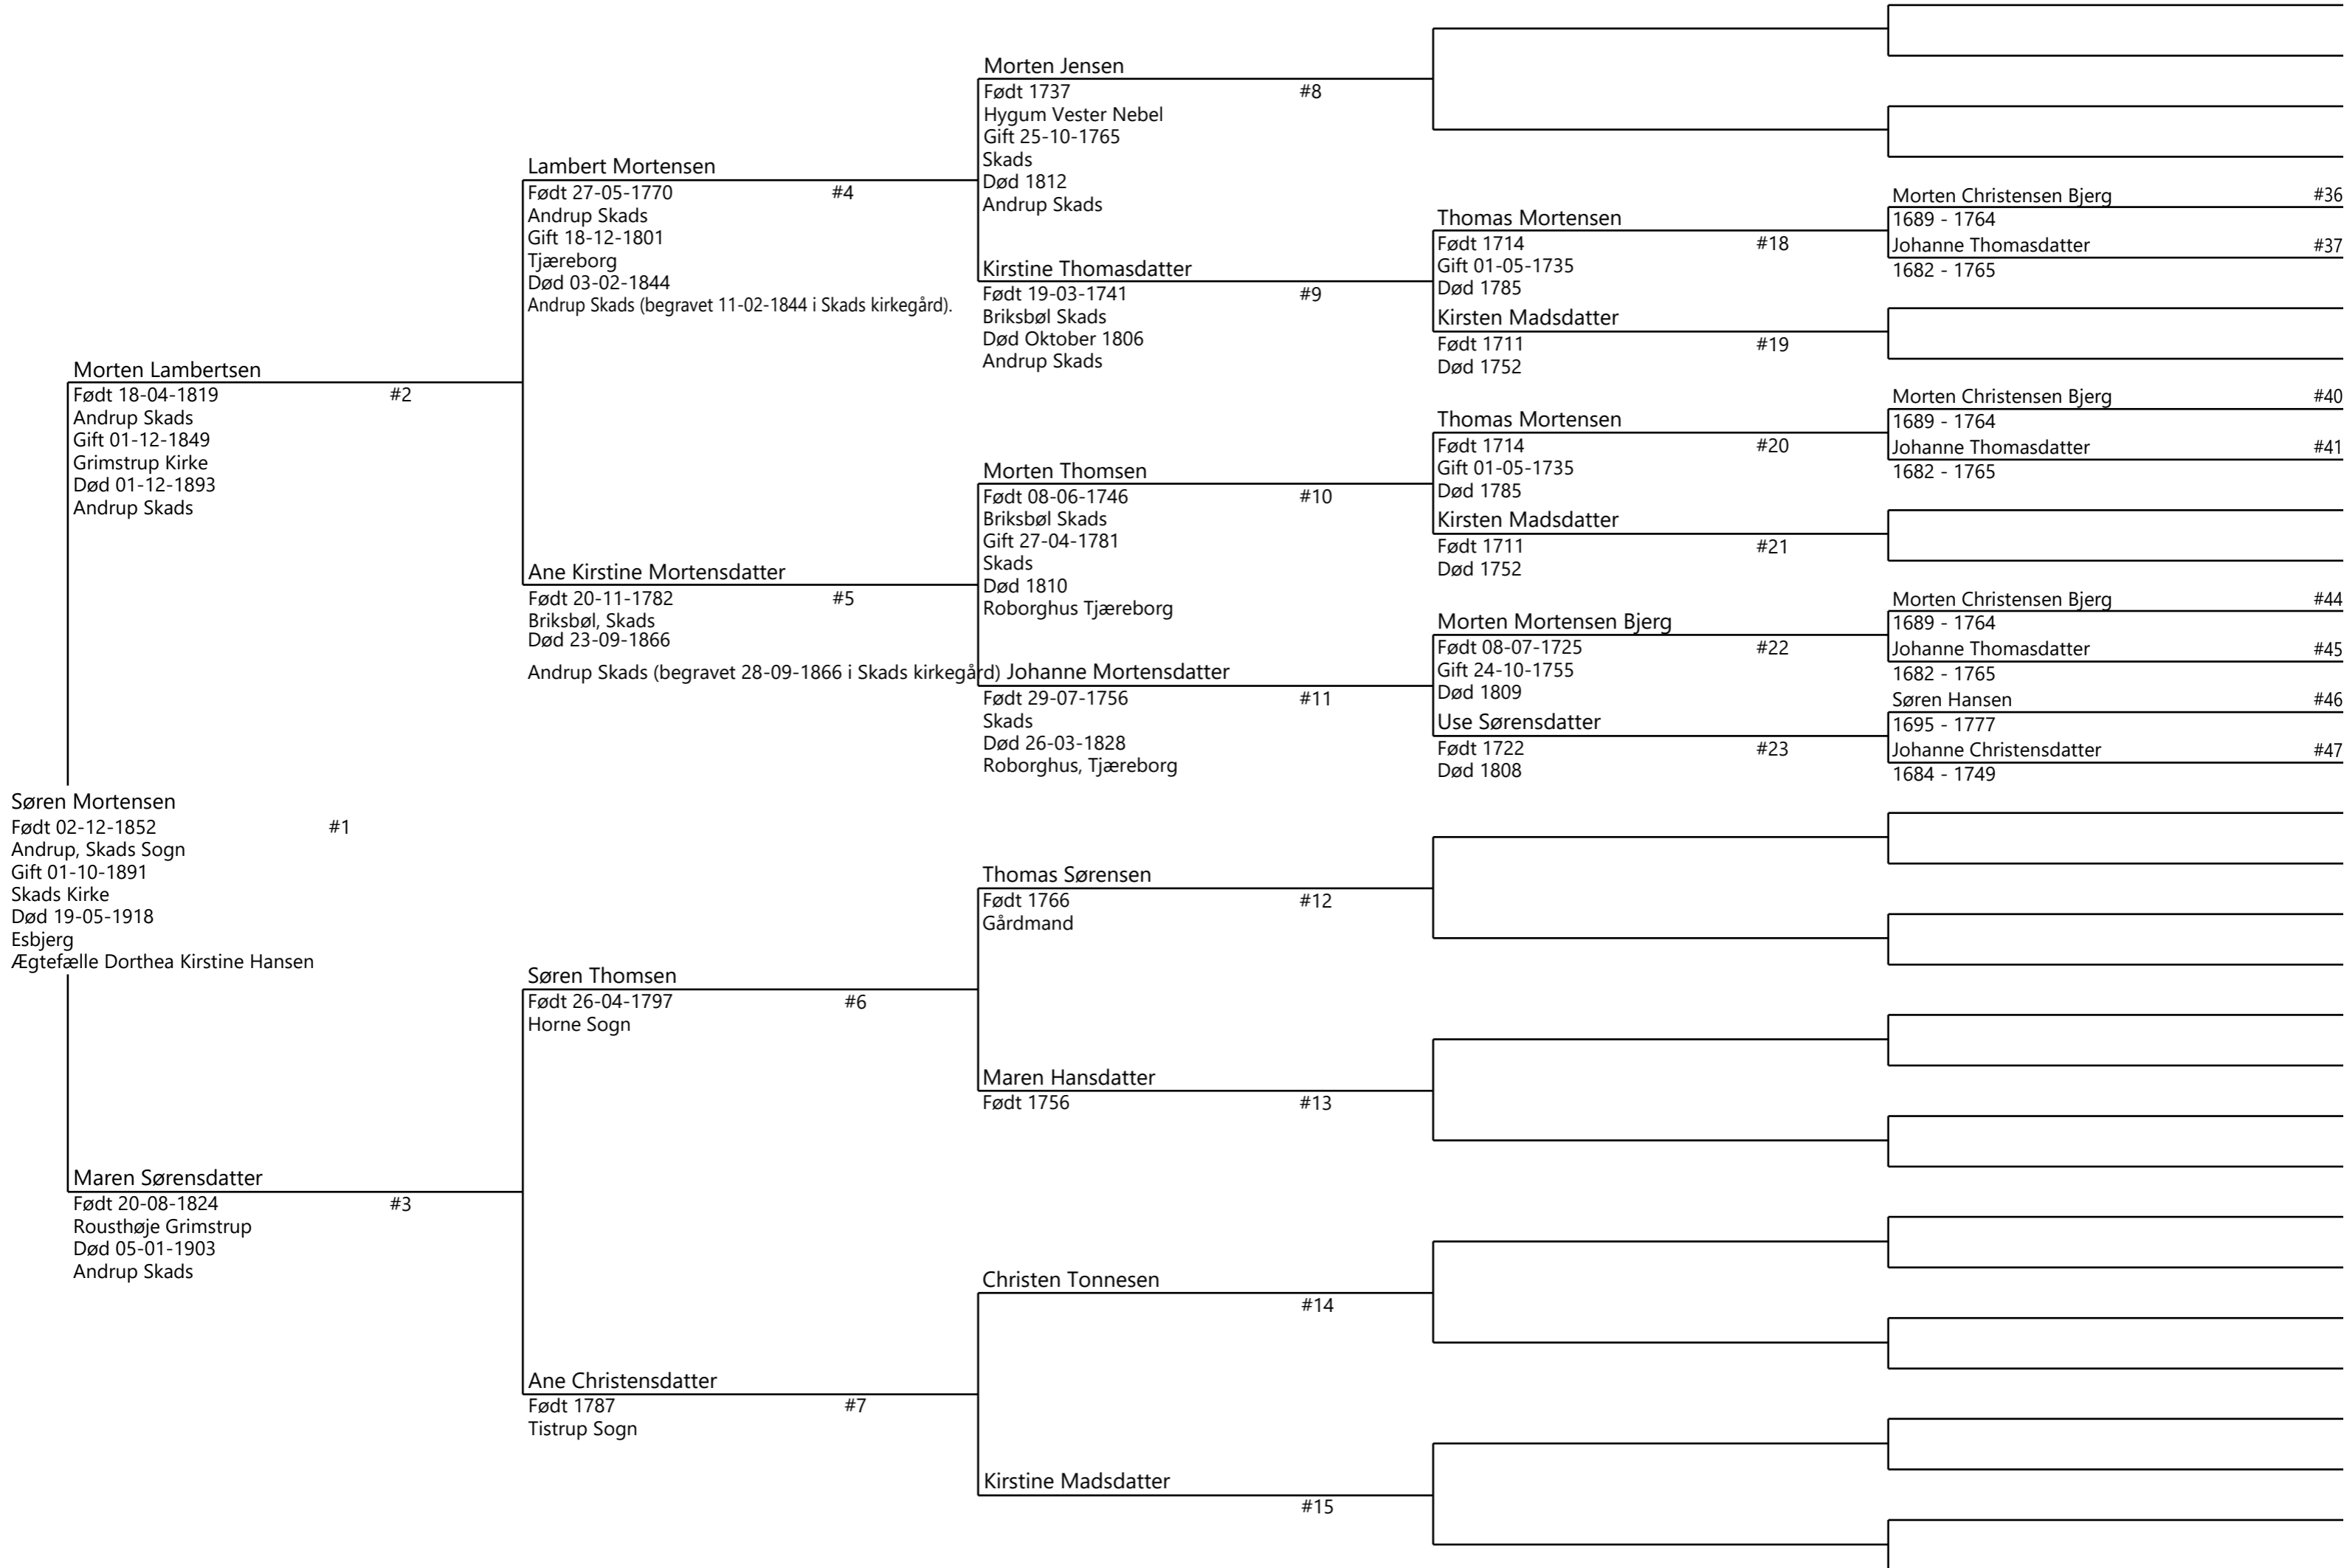 Søren Mortensen
Født 02-12-1852 #1
Andrup, Skads Sogn
Gift 01-10-1891
Skads Kirke
Død 19-05-1918
Esbjerg
Ægtefælle Dorthea Kirstine Hansen
Morten Lambertsen
Født 18-04-1819 #2
Andrup Skads
Gift 01-12-1849
Grimstrup Kirke
Død 01-12-1893
Andrup Skads
Maren Sørensdatter
Født 20-08-1824 #3
Rousthøje Grimstrup
Død 05-01-1903
Andrup Skads
Lambert Mortensen
Født 27-05-1770 #4
Andrup Skads
Gift 18-12-1801
Tjæreborg
Død 03-02-1844
Andrup Skads (begravet 11-02-1844 i Skads kirkegård).
Ane Kirstine Mortensdatter
Født 20-11-1782 #5
Briksbøl, Skads
Død 23-09-1866
Andrup Skads (begravet 28-09-1866 i Skads kirkegård)
Søren Thomsen
Født 26-04-1797 #6
Horne Sogn
Ane Christensdatter
Født 1787 #7
Tistrup Sogn
Morten Jensen
Født 1737 #8
Hygum Vester Nebel
Gift 25-10-1765
Skads
Død 1812
Andrup Skads
Kirstine Thomasdatter
Født 19-03-1741 #9
Briksbøl Skads
Død Oktober 1806
Andrup Skads
Morten Thomsen
Født 08-06-1746 #10
Briksbøl Skads
Gift 27-04-1781
Skads
Død 1810
Roborghus Tjæreborg
Johanne Mortensdatter
Født 29-07-1756 #11
Skads
Død 26-03-1828
Roborghus, Tjæreborg
Thomas Sørensen
Født 1766 #12
Gårdmand
Maren Hansdatter
Født 1756 #13
Christen Tonnesen
#14
Kirstine Madsdatter
#15
Thomas Mortensen
Født 1714 #18
Gift 01-05-1735
Død 1785
Kirsten Madsdatter
Født 1711 #19
Død 1752
Thomas Mortensen
Født 1714 #20
Gift 01-05-1735
Død 1785
Kirsten Madsdatter
Født 1711 #21
Død 1752
Morten Mortensen Bjerg
Født 08-07-1725 #22
Gift 24-10-1755
Død 1809
Use Sørensdatter
Født 1722 #23
Død 1808
Morten Christensen Bjerg #36
1689 - 1764
Johanne Thomasdatter #37
1682 - 1765
Morten Christensen Bjerg #40
1689 - 1764
Johanne Thomasdatter #41
1682 - 1765
Morten Christensen Bjerg #44
1689 - 1764
Johanne Thomasdatter #45
1682 - 1765
Søren Hansen #46
1695 - 1777
Johanne Christensdatter #47
1684 - 1749